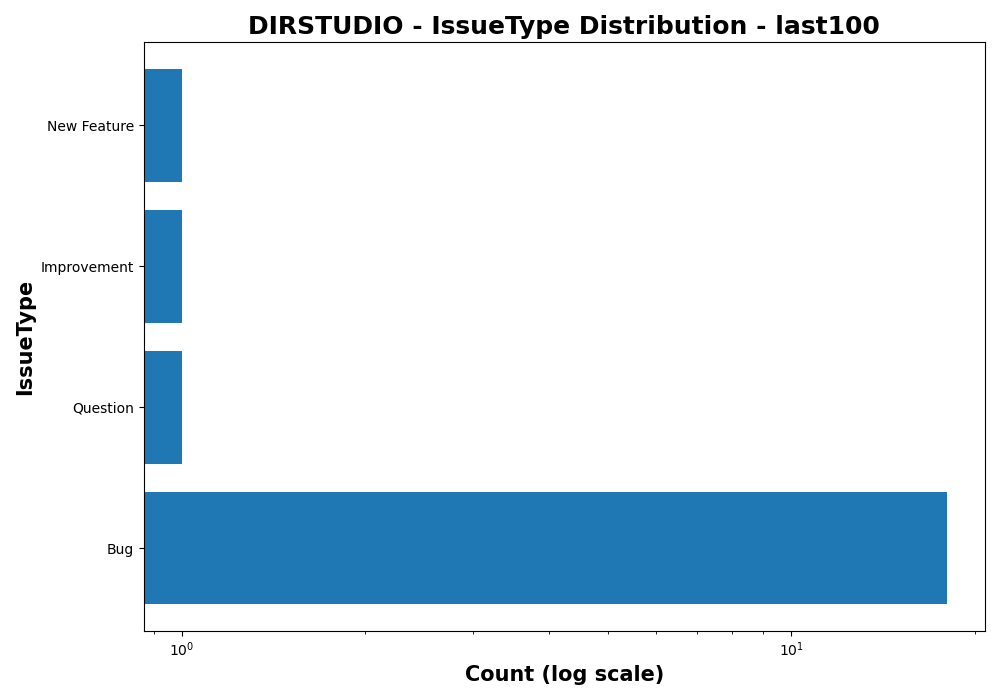 DIRSTUDIO - IssueType Distribution - last100
IssueType
New Feature
Improvement
Question
Bug
10⁰
10¹
Count (log scale)